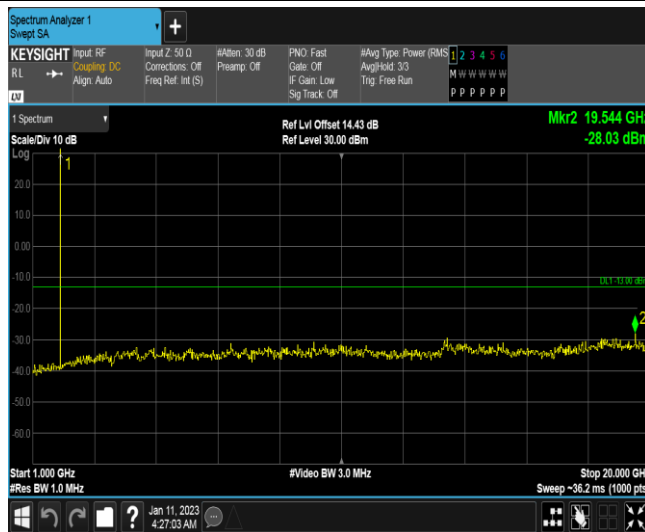 Spectrum Analyzer 1
Swept SA
+
KEYSIGHT
RL
LXI
Input: RF
Coupling: DC
Align: Auto
Input Z: 50 Ω
Corrections: Off
Freq Ref: Int (S)
#Atten: 30 dB
Preamp: Off
PNO: Fast
Gate: Off
IF Gain: Low
Sig Track: Off
#Avg Type: Power (RMS
Avg|Hold: 3/3
Trig: Free Run
1 2 3 4 5 6
M W W W W W
P P P P P P
1 Spectrum
Scale/Div 10 dB
Log
Ref Lvl Offset 14.43 dB
Ref Level 30.00 dBm
Mkr2 19.544 GH
-28.03 dBn
1
20.0
10.0
0.00
-10.0
DL1 -13.00 dB
-20.0
2
-30.0
-40.0
-50.0
-60.0
Start 1.000 GHz
#Video BW 3.0 MHz
Stop 20.000 GH
#Res BW 1.0 MHz
Sweep ~36.2 ms (1000 pts
?
Jan 11, 2023
4:27:03 AM